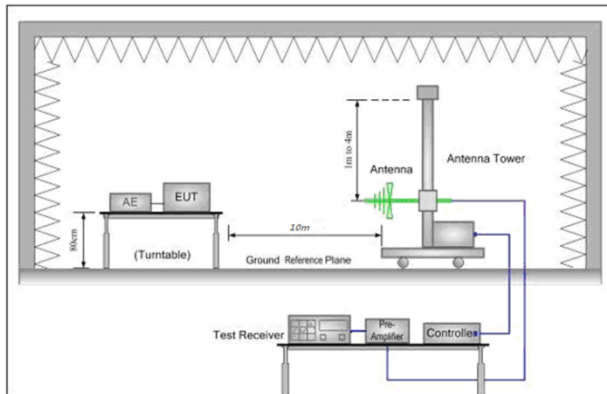 1m to 4m
Antenna
Antenna Tower
AE
EUT
80cm
(Turntable)
10m
Ground Reference Plane
Test Receiver
Pre-
Amplifier
Controller